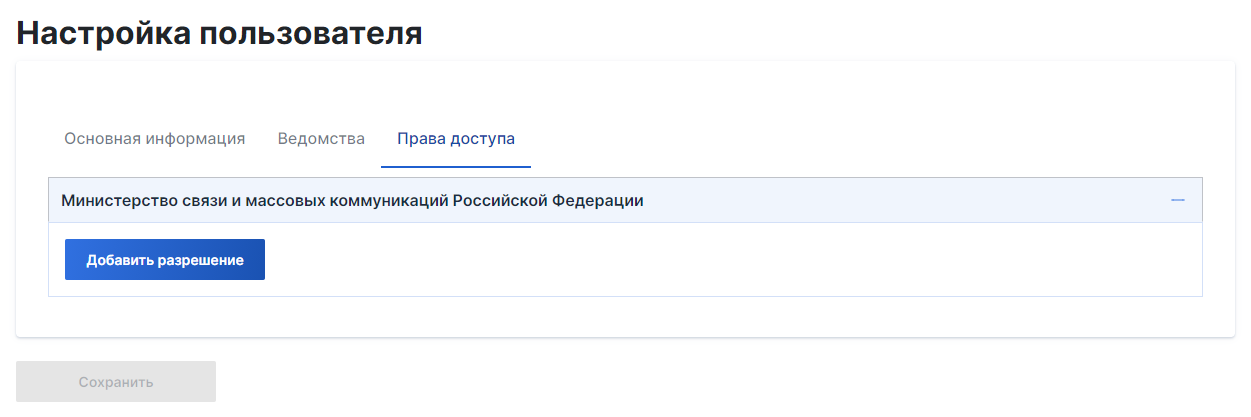 Настройка пользователя
Основная информация Ведомства Права доступа
Министерство связи и массовых коммуникаций Российской Федерации
Добавить разрешение
Сохранить